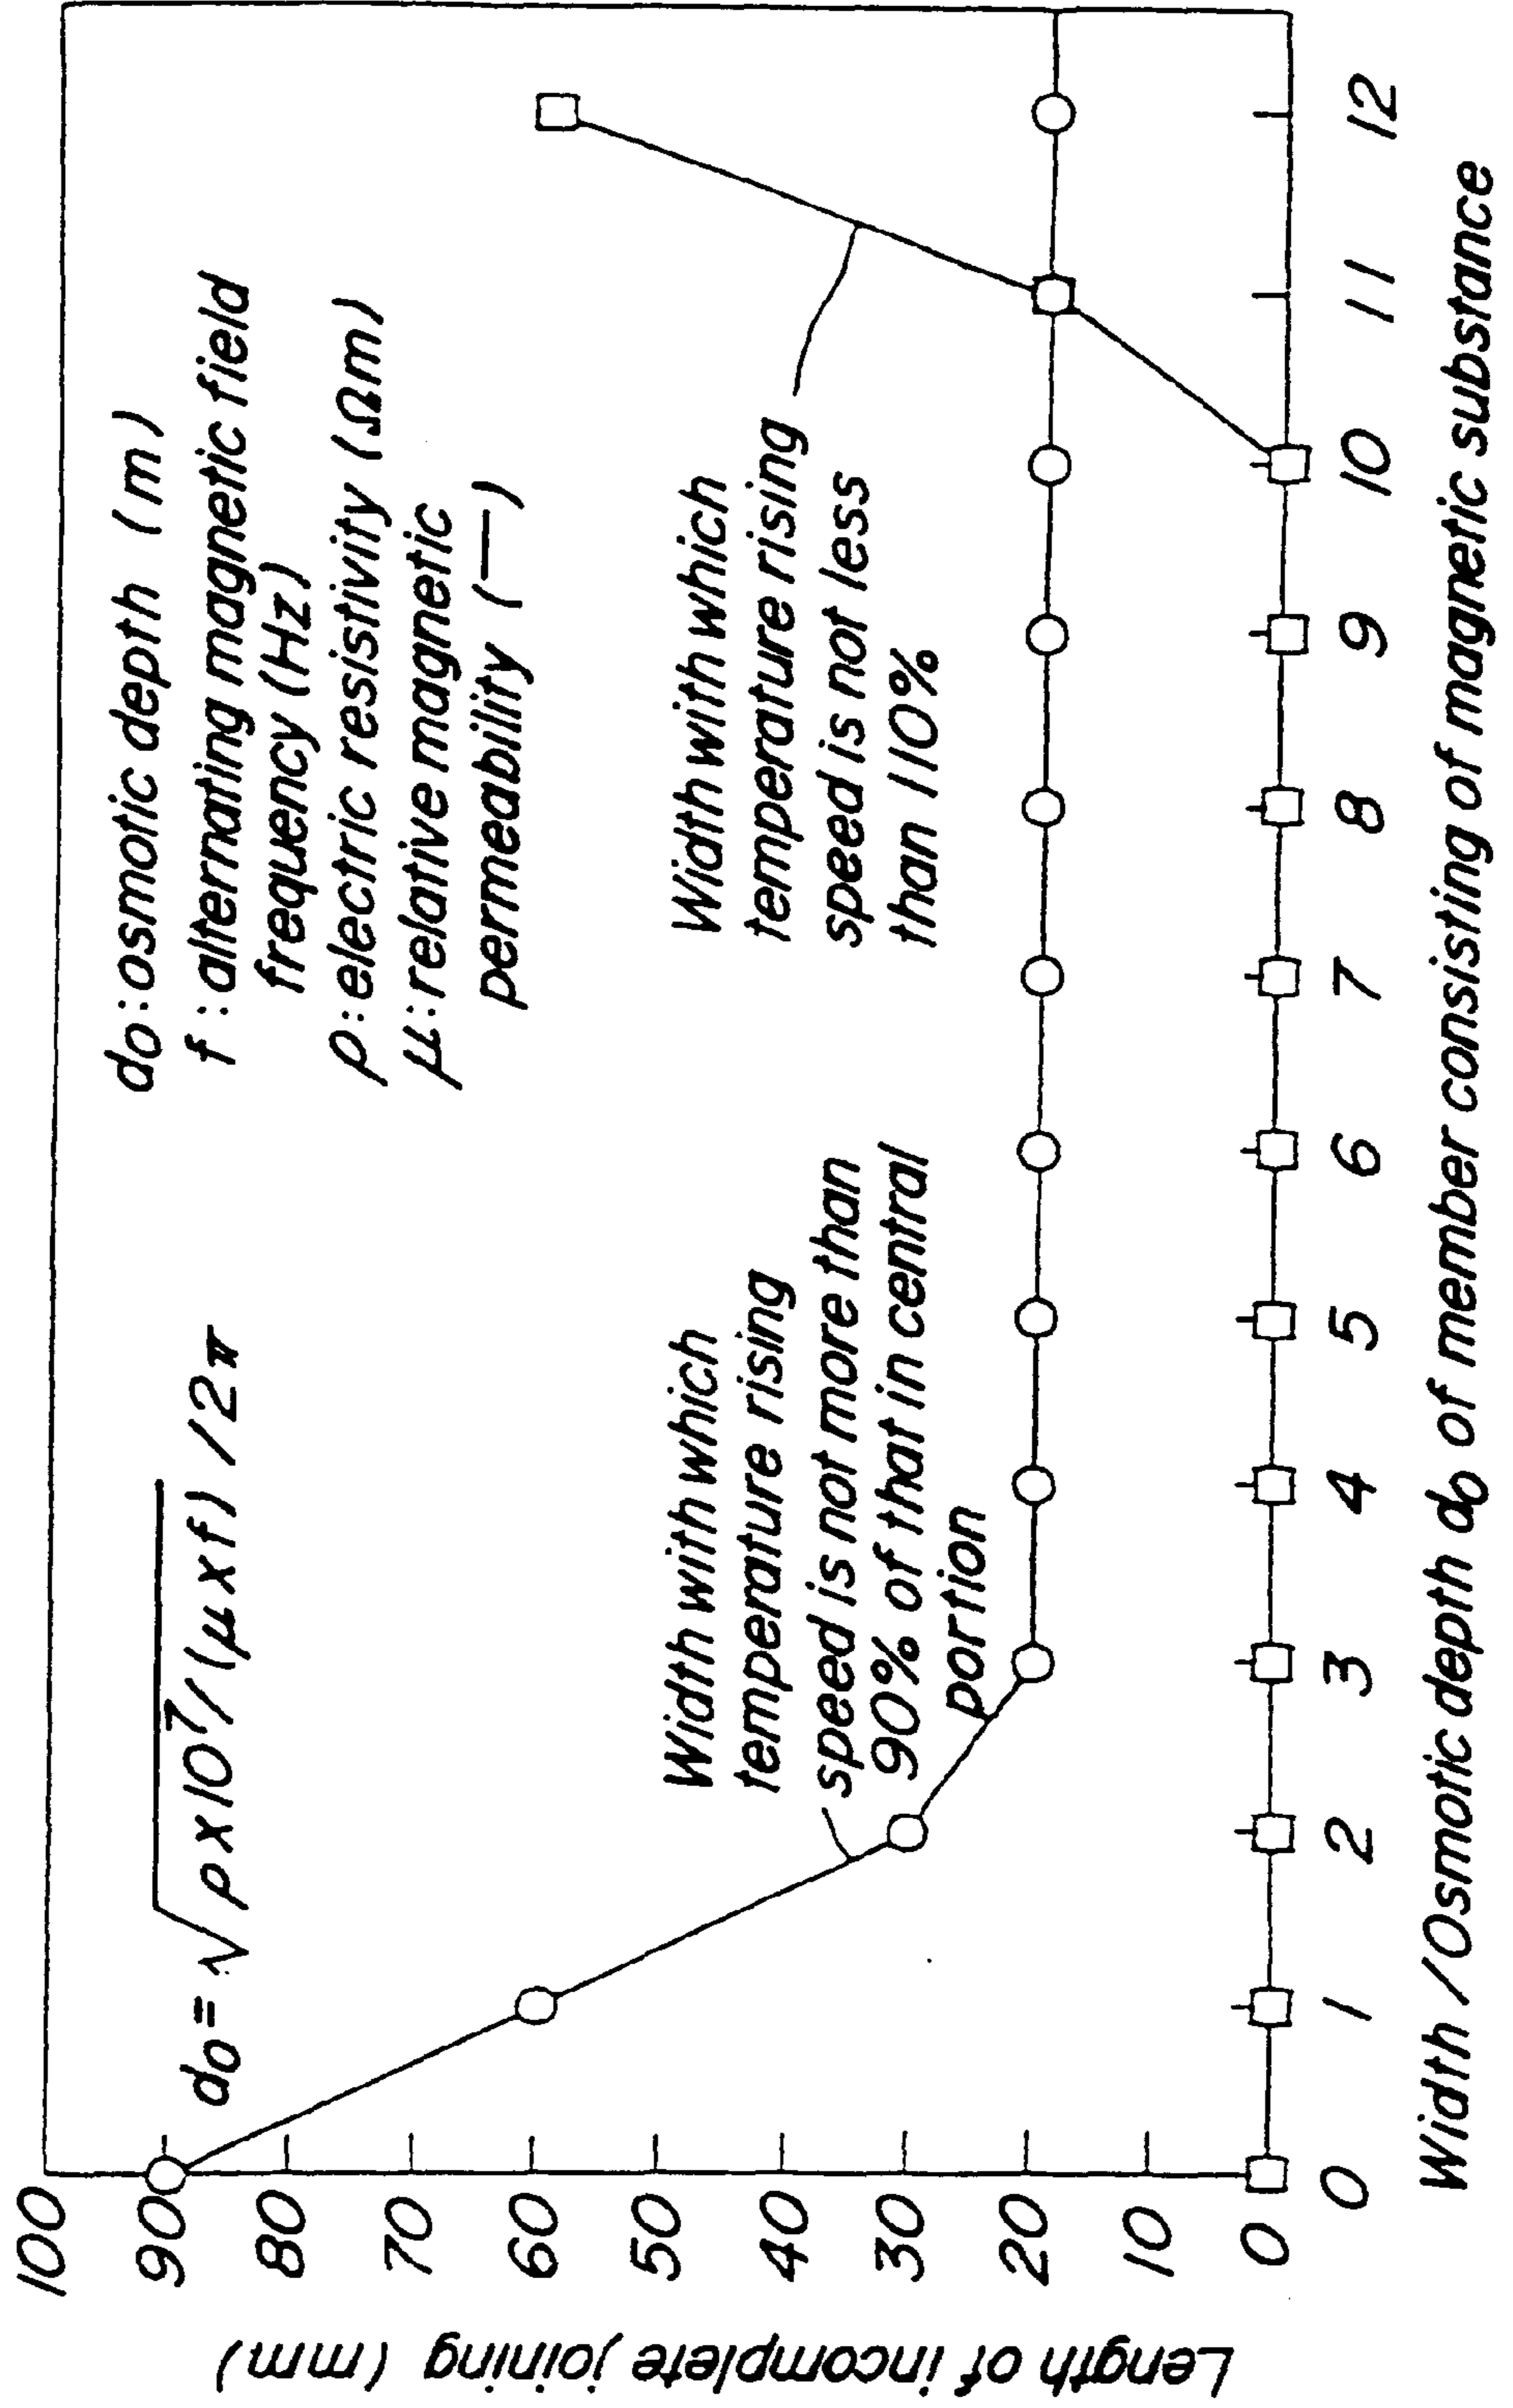 Length of incomplete joining (mm)
100
90
80
70
60
50
40
30
20
10
0
do=√ρx10⁷/(μxf) /2π
do:osmotic depth (m)
f:alternating magnetic field
frequency (Hz)
ρ:electric resistivity (Ωm)
μ:relative magnetic
permeability (—)
Width with which
temperature rising
speed is not more than
90% of that in central
portion
Width with which
temperature rising
speed is not less
than 110%
0 1 2 3 4 5 6 7 8 9 10 11 12
Width/Osmotic depth do of member consisting of magnetic substance